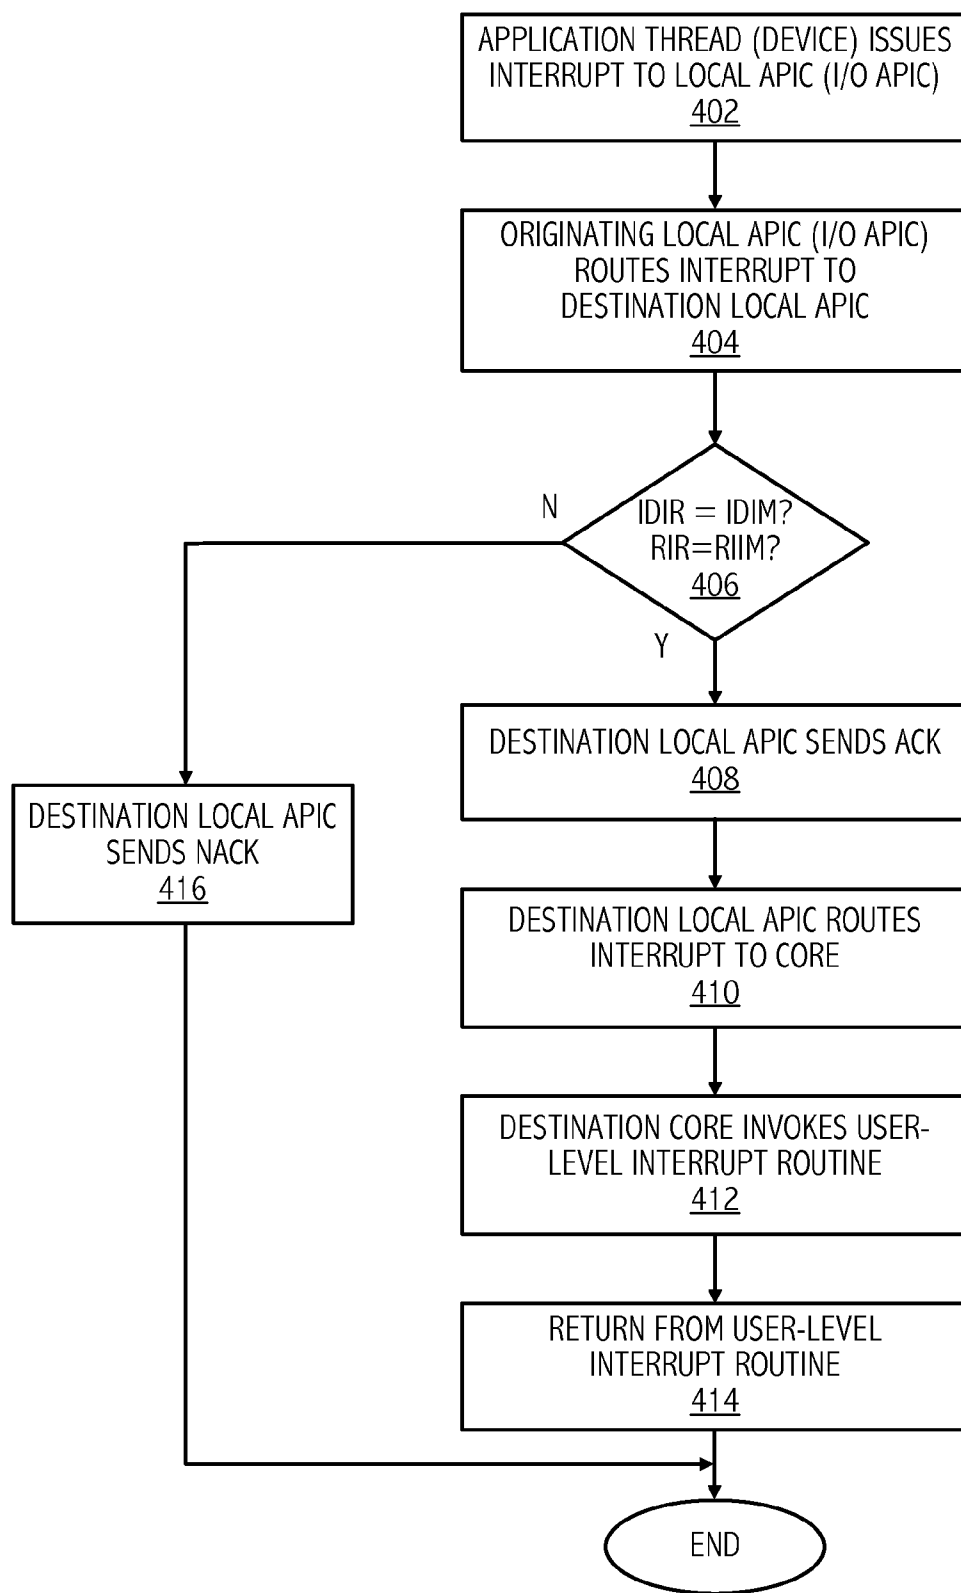 APPLICATION THREAD (DEVICE) ISSUES
INTERRUPT TO LOCAL APIC (I/O APIC)
402
ORIGINATING LOCAL APIC (I/O APIC)
ROUTES INTERRUPT TO
DESTINATION LOCAL APIC
404
N
IDIR = IDIM?
RIR=RIIM?
406
Y
DESTINATION LOCAL APIC SENDS ACK
408
DESTINATION LOCAL APIC
SENDS NACK
416
DESTINATION LOCAL APIC ROUTES
INTERRUPT TO CORE
410
DESTINATION CORE INVOKES USER-
LEVEL INTERRUPT ROUTINE
412
RETURN FROM USER-LEVEL
INTERRUPT ROUTINE
414
END